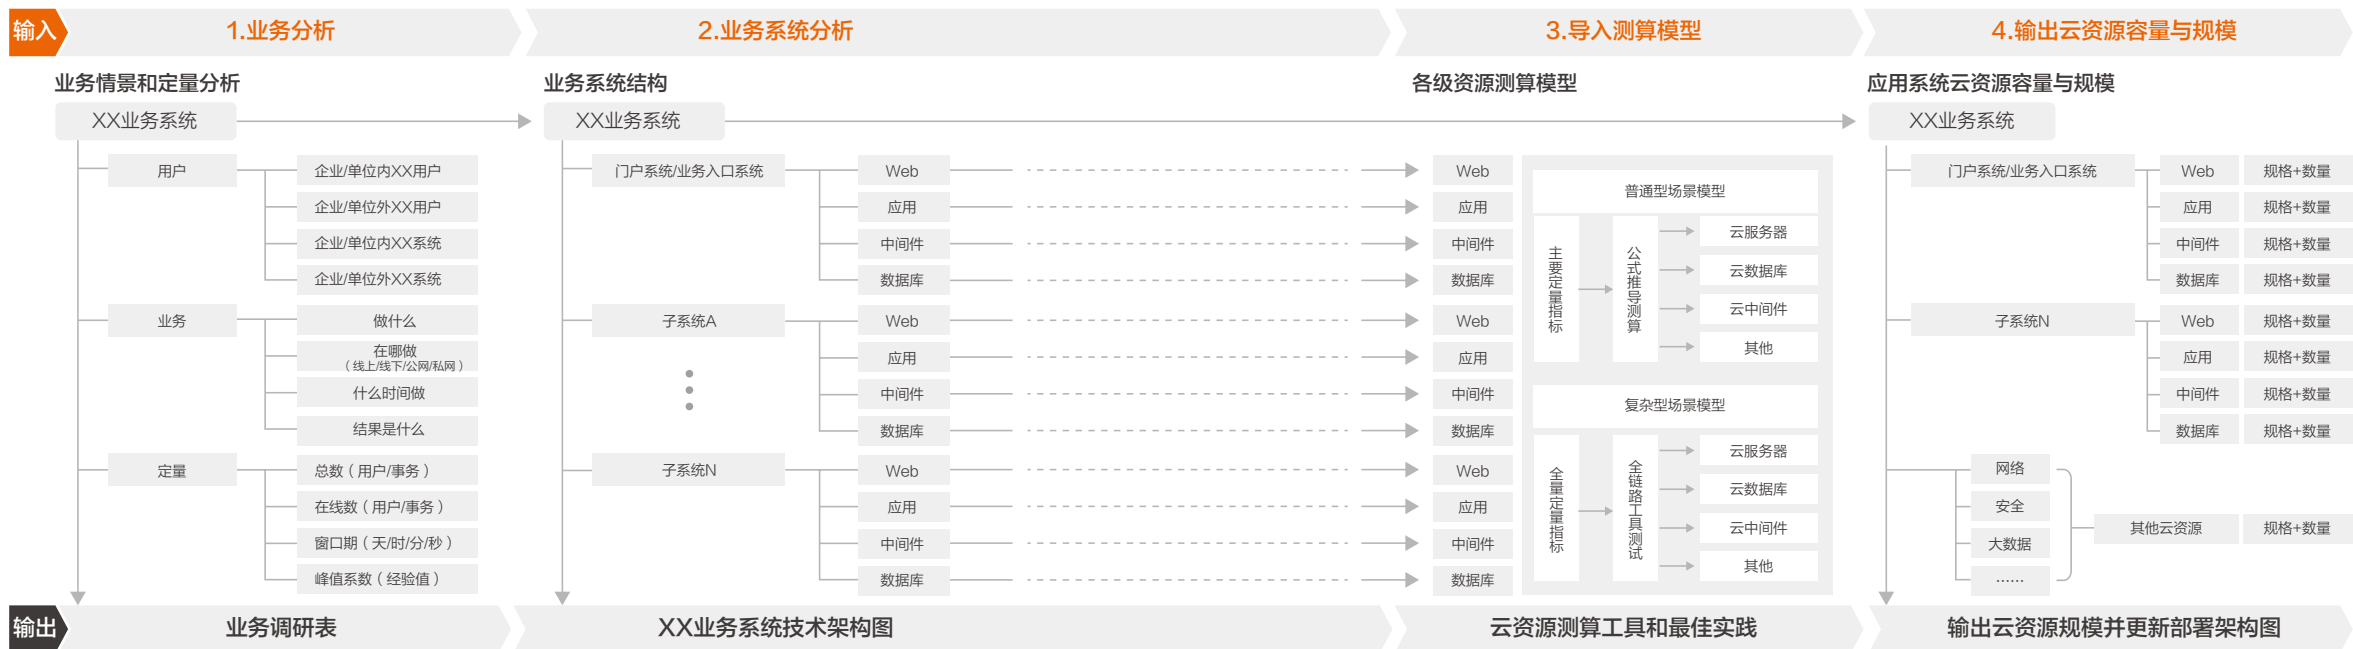 输入
1.业务分析
2.业务系统分析
3.导入测算模型
4.输出云资源容量与规模
业务情景和定量分析
XX业务系统
用户
企业/单位内XX用户
企业/单位外XX用户
企业/单位内XX系统
企业/单位外XX系统
业务
做什么
在哪做
（线上/线下/公网/私网）
什么时间做
结果是什么
定量
总数（用户/事务）
在线数（用户/事务）
窗口期（天/时/分/秒）
峰值系数（经验值）
业务系统结构
XX业务系统
门户系统/业务入口系统
Web
应用
中间件
数据库
子系统A
Web
应用
中间件
数据库
子系统N
Web
应用
中间件
数据库
各级资源测算模型
Web
应用
中间件
数据库
Web
应用
中间件
数据库
Web
应用
中间件
数据库
普通型场景模型
主要定量指标
公式推导测算
云服务器
云数据库
云中间件
其他
复杂型场景模型
全量定量指标
全链路工具测试
云服务器
云数据库
云中间件
其他
应用系统云资源容量与规模
XX业务系统
门户系统/业务入口系统
Web 规格+数量
应用 规格+数量
中间件 规格+数量
数据库 规格+数量
子系统N
Web 规格+数量
应用 规格+数量
中间件 规格+数量
数据库 规格+数量
网络
安全
大数据
······
其他云资源 规格+数量
输出
业务调研表
XX业务系统技术架构图
云资源测算工具和最佳实践
输出云资源规模并更新部署架构图